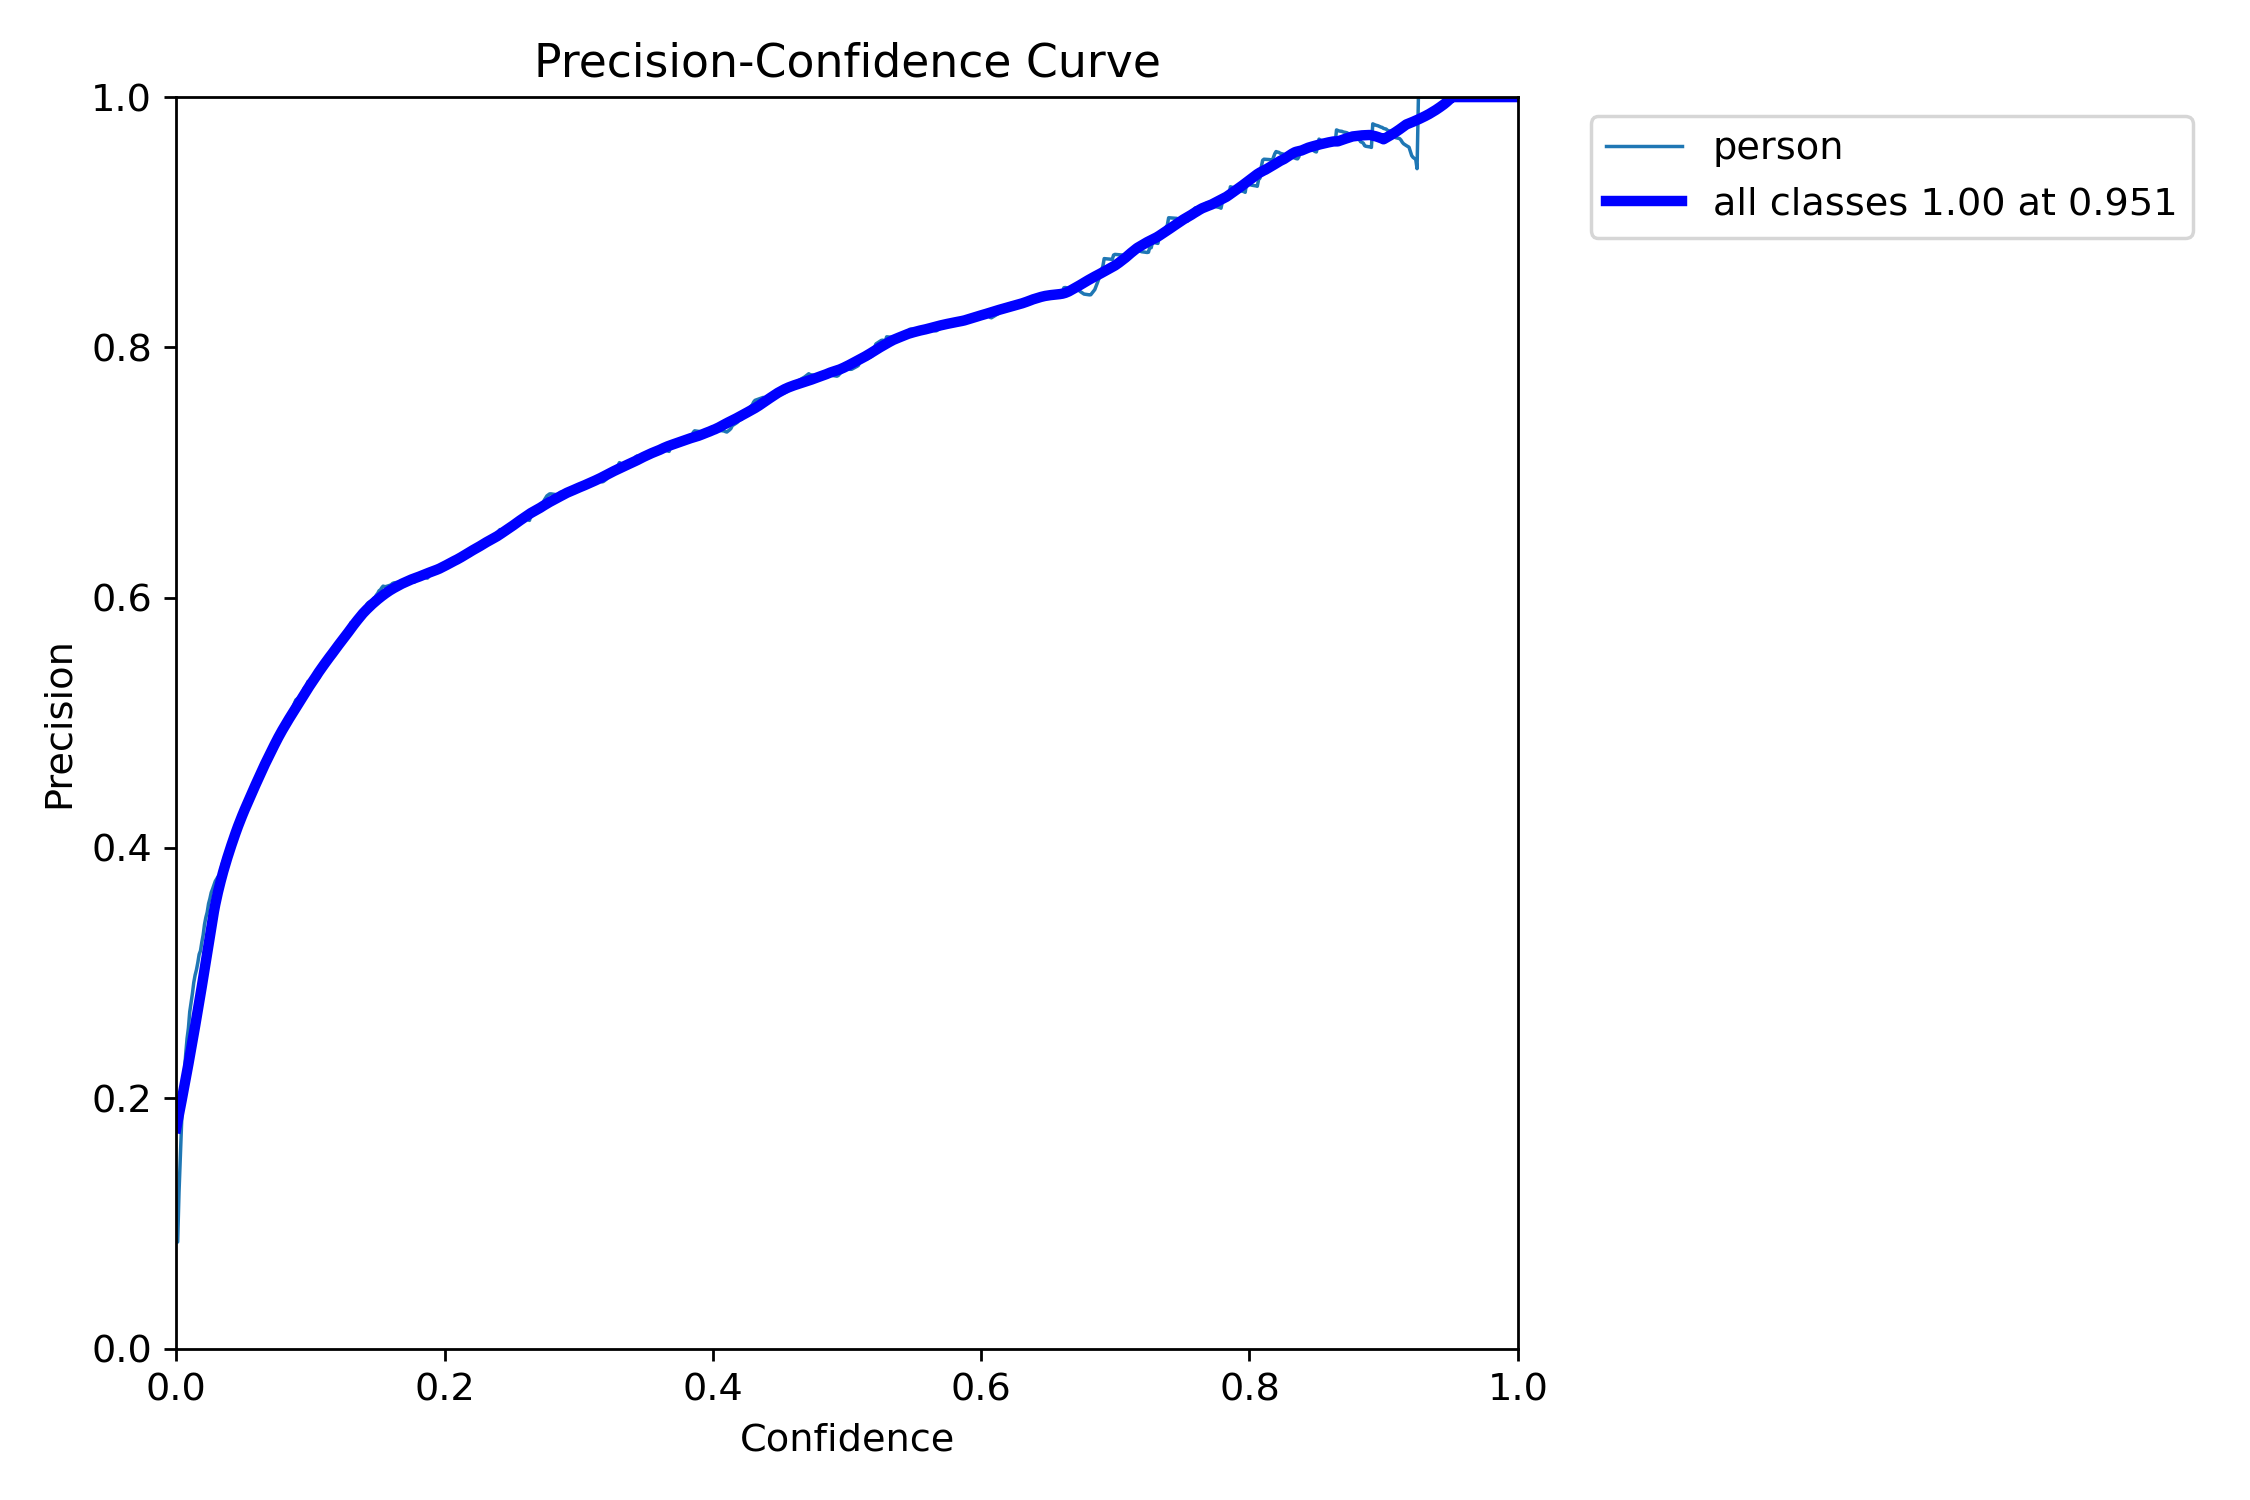 Precision-Confidence Curve
1.0
0.8
0.6
0.4
0.2
0.0
Precision
0.0 0.2 0.4 0.6 0.8 1.0
Confidence
person
all classes 1.00 at 0.951